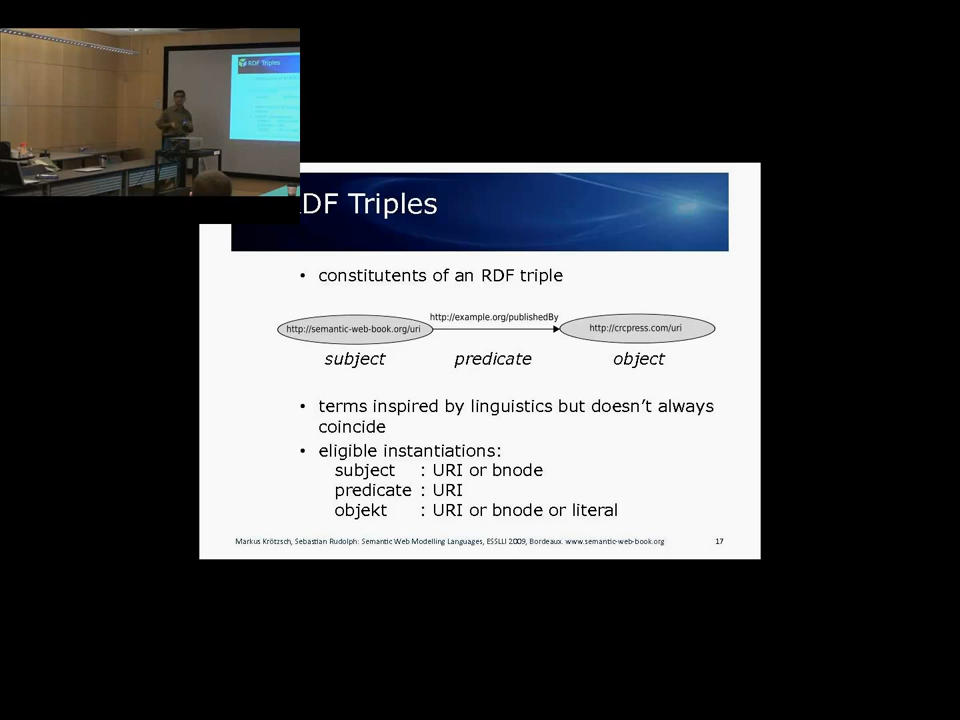 RDF Triples
DF Triples
• constitutents of an RDF triple
http://example.org/publishedBy
http://semantic-web-book.org/uri
http://crcpress.com/uri
subject predicate object
• terms inspired by linguistics but doesn't always
coincide
• eligible instantiations:
subject : URI or bnode
predicate : URI
objekt : URI or bnode or literal
Markus Krötzsch, Sebastian Rudolph: Semantic Web Modelling Languages, ESSLLI 2009, Bordeaux. www.semantic-web-book.org 17